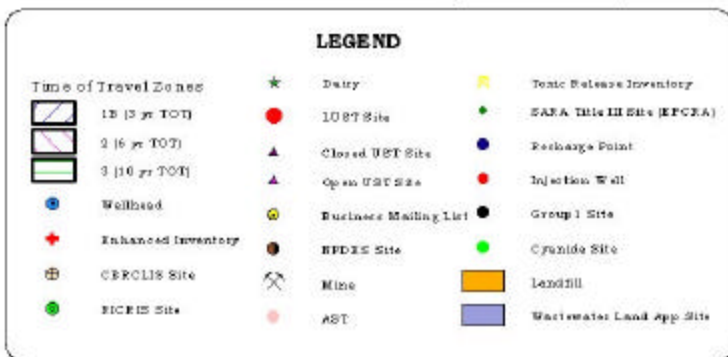 LEGEND
Time of Travel Zones
1B (3 yr TOT)
2 (6 yr TOT)
3 (10 yr TOT)
Wellhead
Enhanced Inventory
CERCLIS Site
RICRIS Site
Dairy
LUST Site
Closed UST Site
Open UST Site
Business Mailing List
NPDES Site
Mine
AST
Toxic Release Inventory
SARA Title III Site (EPCRA)
Recharge Point
Injection Well
Group 1 Site
Cyanide Site
Landfill
Wastewater Land App Site